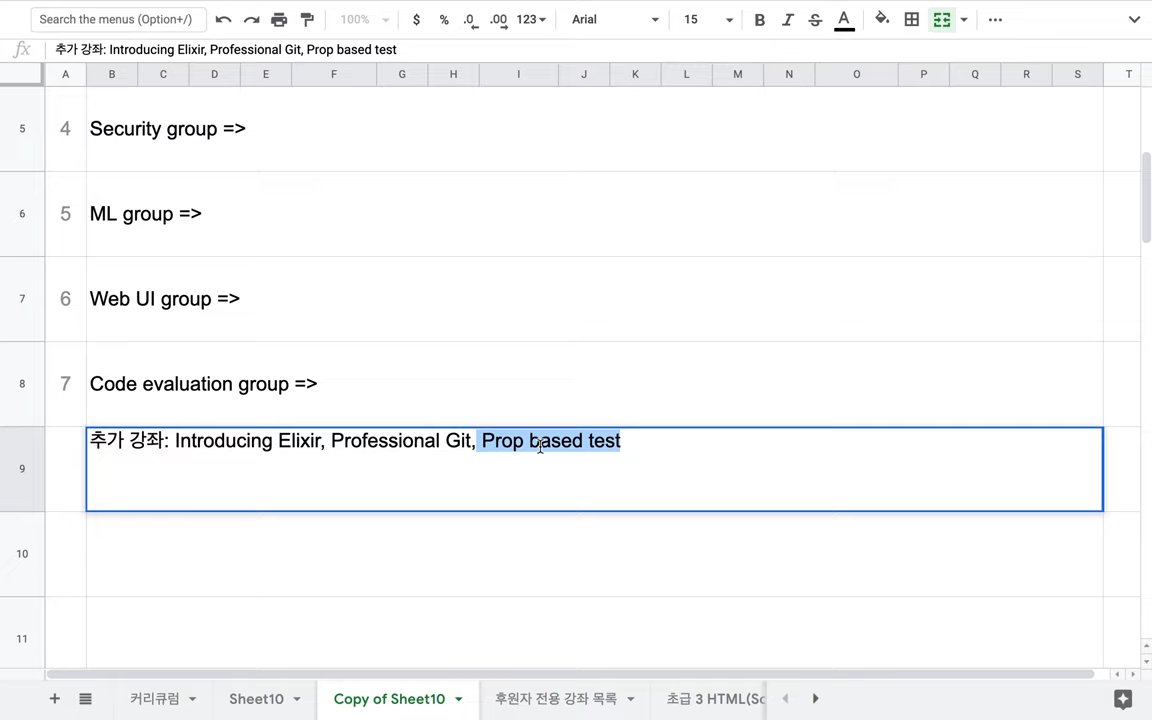 Search the menus (Option+/)
100%
$
%
.0
.00
123
Arial
15
B
I
S
A
fx
추가 강좌: Introducing Elixir, Professional Git, Prop based test
A B C D E F G H I J K L M N O P Q R S T
5 4 Security group =>
6 5 ML group =>
7 6 Web UI group =>
8 7 Code evaluation group =>
9 추가 강좌: Introducing Elixir, Professional Git, Prop based test
10
11
커리큘럼 Sheet10 Copy of Sheet10 후원자 전용 강좌 목록 초급 3 HTML(Sc